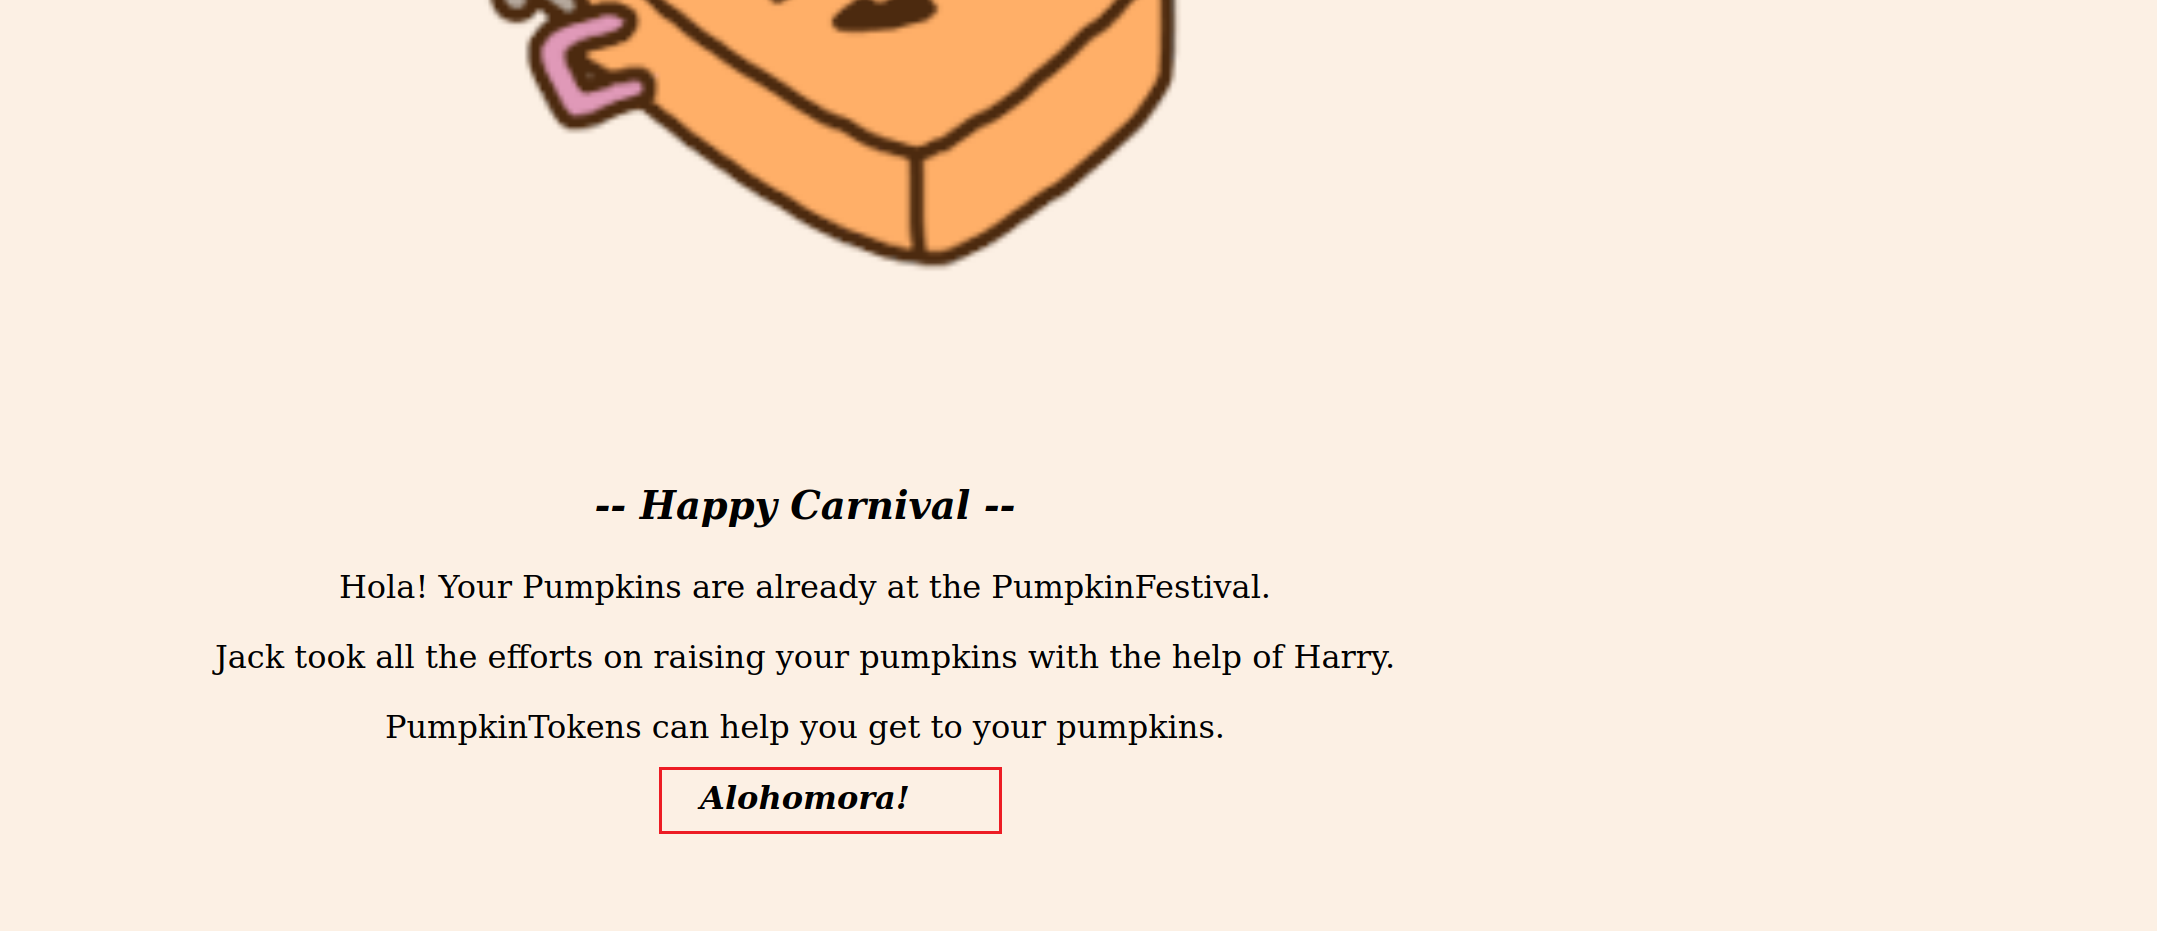 -- Happy Carnival --
Hola! Your Pumpkins are already at the PumpkinFestival.
Jack took all the efforts on raising your pumpkins with the help of Harry.
PumpkinTokens can help you get to your pumpkins.
Alohomora!